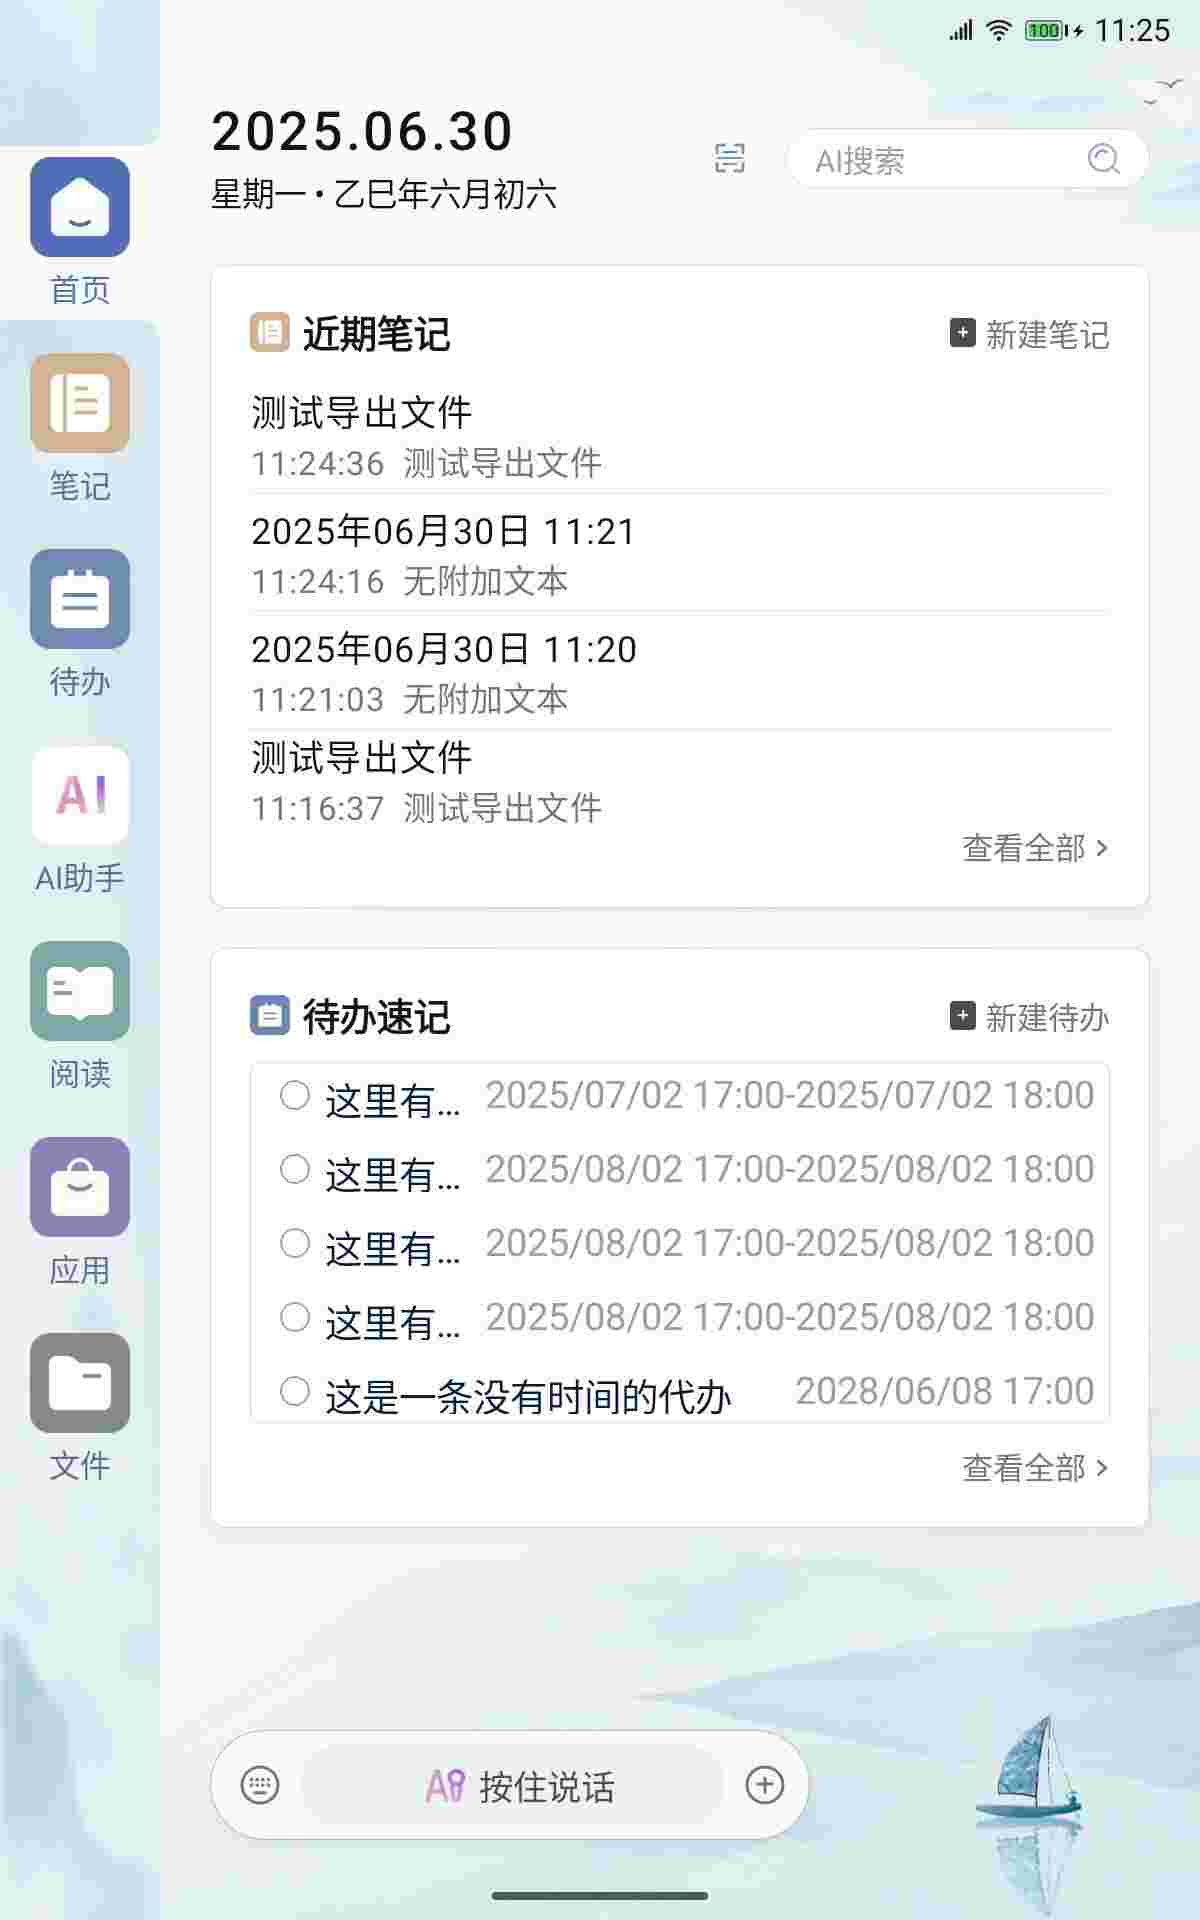 100 11:25
2025.06.30
星期一·乙巳年六月初六
AI搜索
首页
笔记
待办
AI
AI助手
阅读
应用
文件
近期笔记
新建笔记
测试导出文件
11:24:36 测试导出文件
2025年06月30日 11:21
11:24:16 无附加文本
2025年06月30日 11:20
11:21:03 无附加文本
测试导出文件
11:16:37 测试导出文件
查看全部
待办速记
新建待办
这里有... 2025/07/02 17:00-2025/07/02 18:00
这里有... 2025/08/02 17:00-2025/08/02 18:00
这里有... 2025/08/02 17:00-2025/08/02 18:00
这里有... 2025/08/02 17:00-2025/08/02 18:00
这是一条没有时间的代办 2028/06/08 17:00
查看全部
AI 按住说话